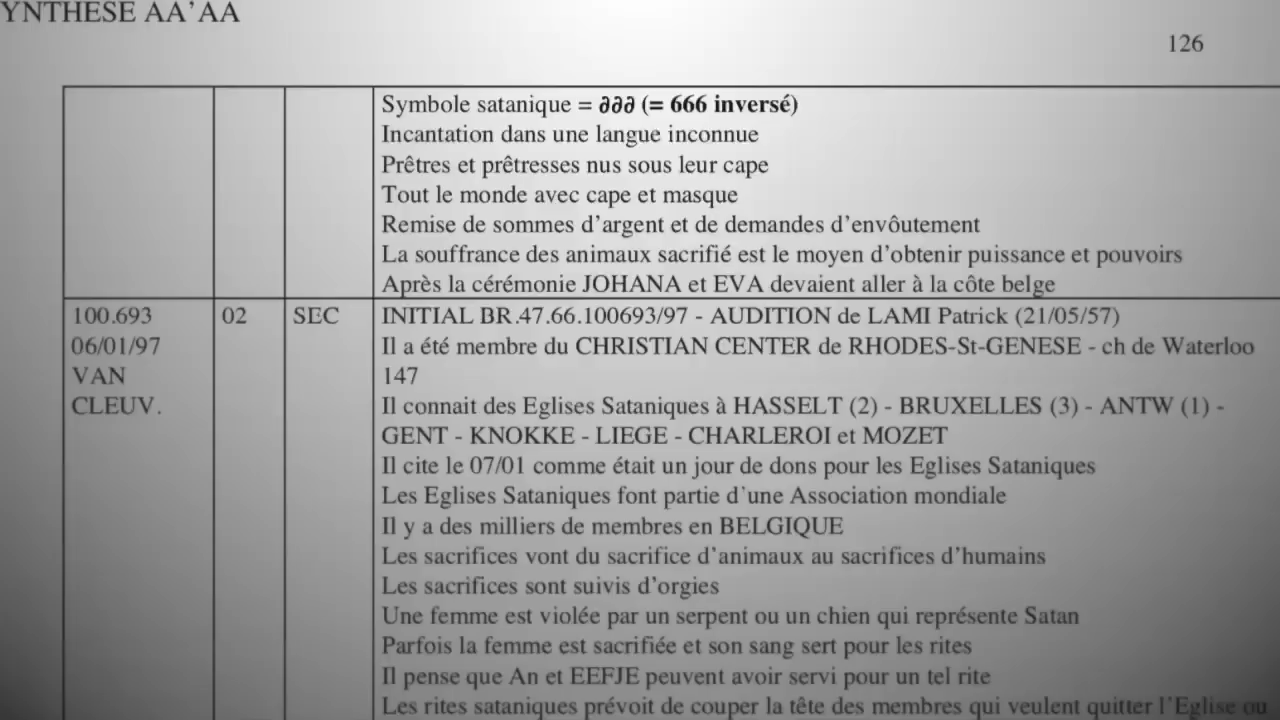 YNTHESE AA'AA
126
Symbole satanique = ∂∂∂ (= 666 inversé)
Incantation dans une langue inconnue
Prêtres et prêtresses nus sous leur cape
Tout le monde avec cape et masque
Remise de sommes d'argent et de demandes d'envôutement
La souffrance des animaux sacrifié est le moyen d'obtenir puissance et pouvoirs
Après la cérémonie JOHANA et EVA devaient aller à la côte belge
100.693 02 SEC INITIAL BR.47.66.100693/97 - AUDITION de LAMI Patrick (21/05/57)
06/01/97 Il a été membre du CHRISTIAN CENTER de RHODES-St-GENESE - ch de Waterloo
VAN 147
CLEUV. Il connait des Eglises Sataniques à HASSELT (2) - BRUXELLES (3) - ANTW (1) -
GENT - KNOKKE - LIEGE - CHARLEROI et MOZET
Il cite le 07/01 comme était un jour de dons pour les Eglises Sataniques
Les Eglises Sataniques font partie d'une Association mondiale
Il y a des milliers de membres en BELGIQUE
Les sacrifices vont du sacrifice d'animaux au sacrifices d'humains
Les sacrifices sont suivis d'orgies
Une femme est violée par un serpent ou un chien qui représente Satan
Parfois la femme est sacrifiée et son sang sert pour les rites
Il pense que An et EEFJE peuvent avoir servi pour un tel rite
Les rites sataniques prévoit de couper la tête des membres qui veulent quitter l'Eglise ou